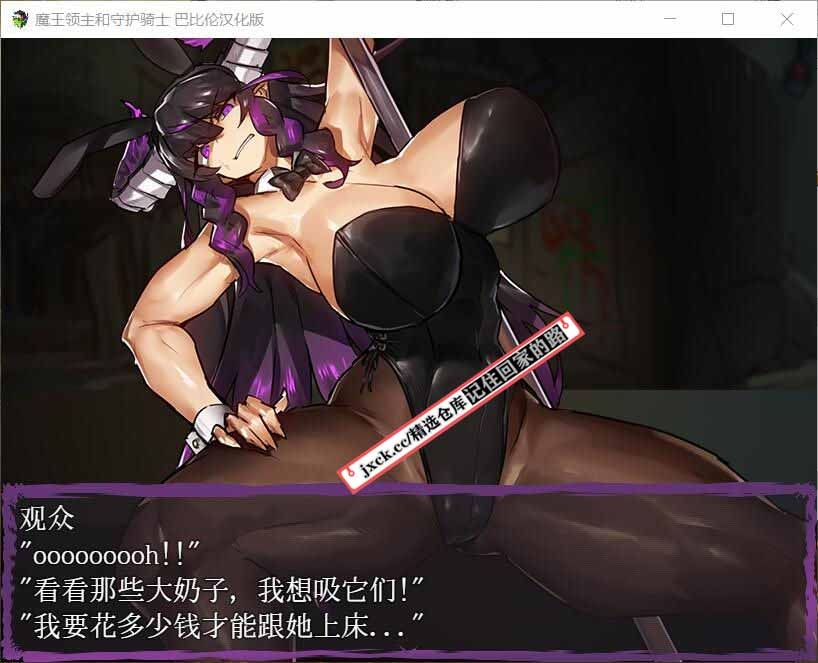 魔王领主和守护骑士 巴比伦汉化版
jxck.cc/精选仓库 记住回家的路
观众
"ooooooooh!!"
"看看那些大奶子，我想吸它们!"
"我要花多少钱才能跟她上床..."